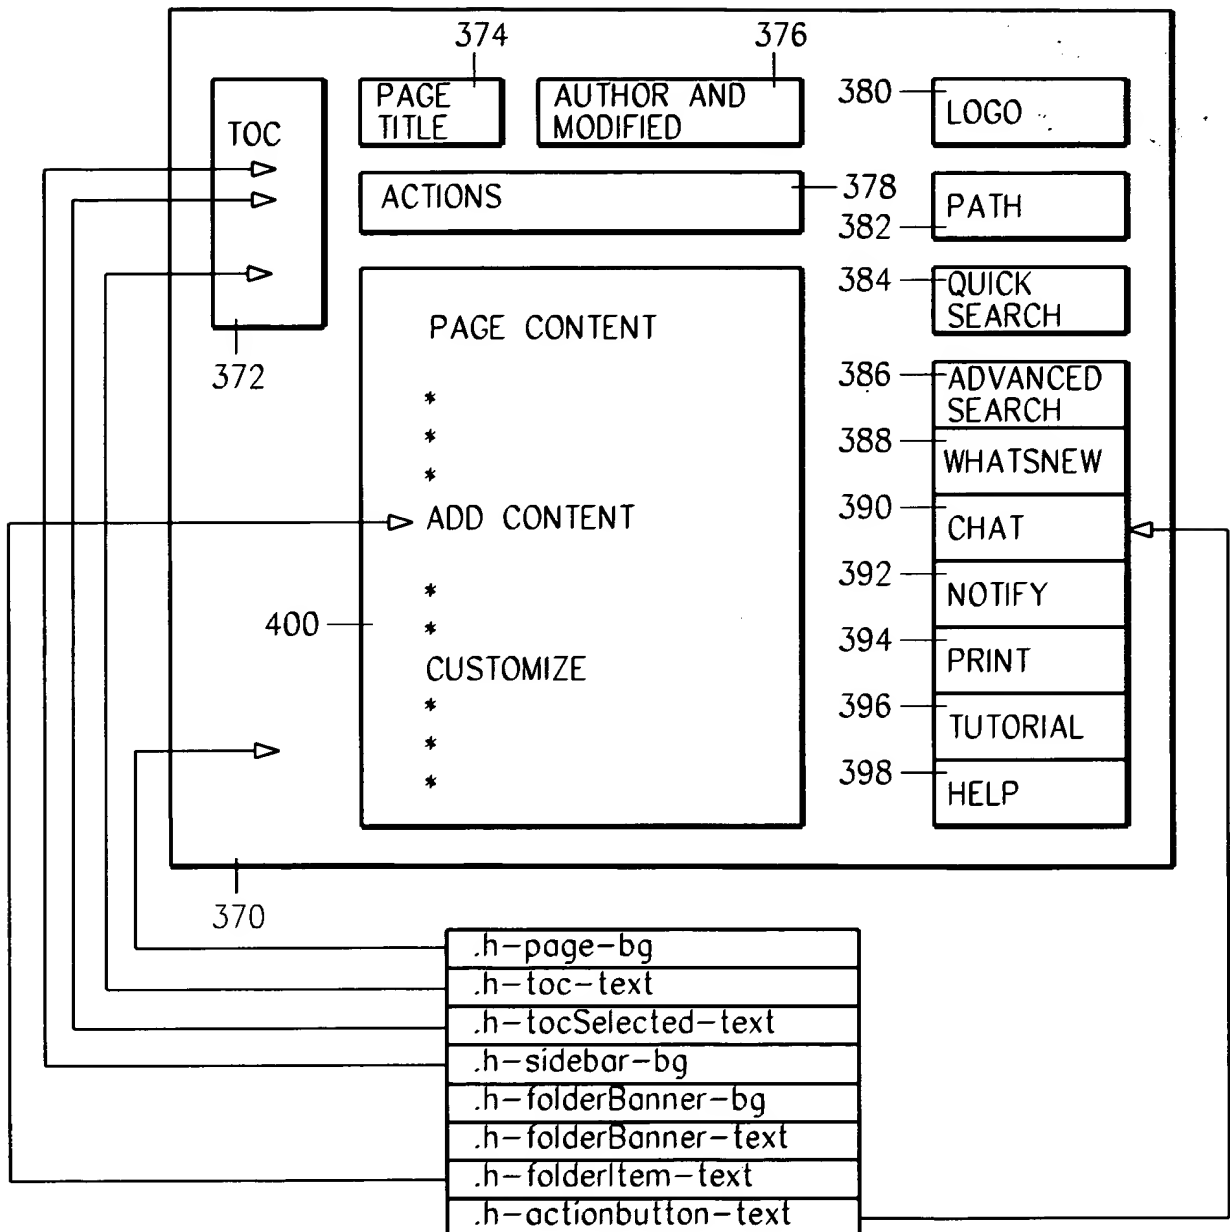 374
376
PAGE
TITLE
AUTHOR AND
MODIFIED
380
LOGO
TOC
ACTIONS
378
382
PATH
384
QUICK
SEARCH
372
PAGE CONTENT
*
*
*
ADD CONTENT
*
*
400
CUSTOMIZE
*
*
*
386
ADVANCED
SEARCH
388
WHATSNEW
390
CHAT
392
NOTIFY
394
PRINT
396
TUTORIAL
398
HELP
370
.h-page-bg
.h-toc-text
.h-tocSelected-text
.h-sidebar-bg
.h-folderBanner-bg
.h-folderBanner-text
.h-folderItem-text
.h-actionbutton-text